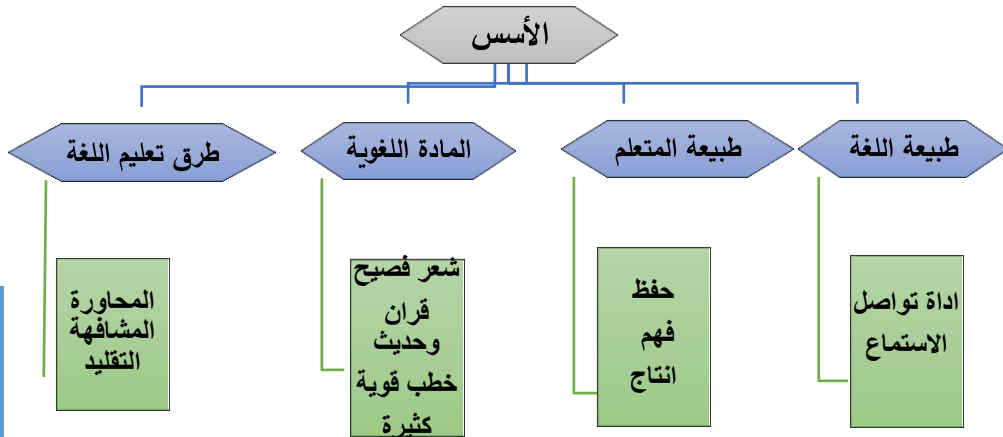 الأسس
طبيعة اللغة
طبيعة المتعلم
المادة اللغوية
طرق تعليم اللغة
اداة تواصل
الاستماع
حفظ
فهم
انتاج
شعر فصيح
قران
وحديث
خطب قوية
كثيرة
المحاورة
المشافهة
التقليد